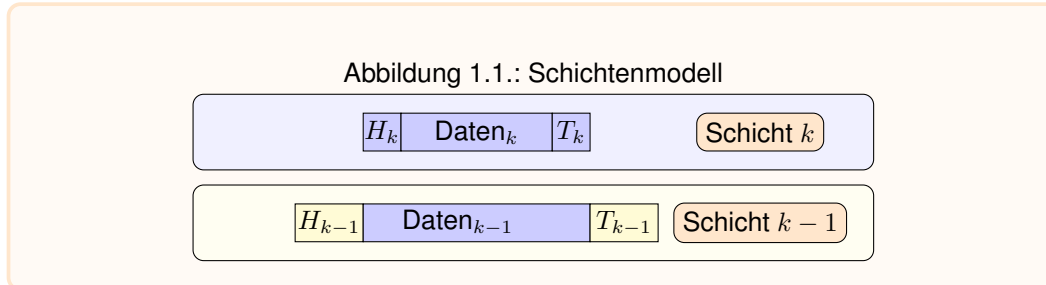 Abbildung 1.1.: Schichtenmodell
H_k Daten_k T_k Schicht k
H_{k-1} Daten_{k-1} T_{k-1} Schicht k − 1